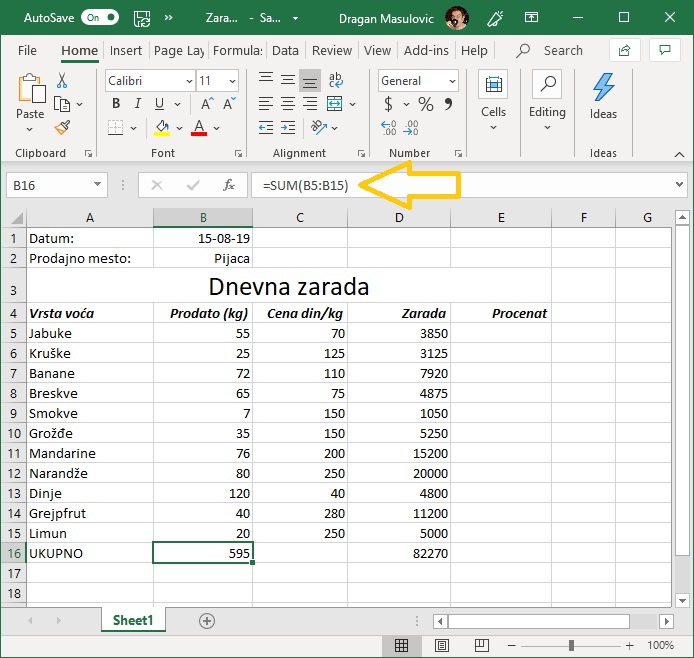 AutoSave On Zara... - Sa... Dragan Masulovic
File Home Insert Page Lay Formula: Data Review View Add-ins Help Search
Paste Calibri 11 General Cells Editing Ideas
B I U A A ab $ %
Clipboard Font Alignment Number Ideas
B16 fx =SUM(B5:B15)
A B C D E F G
1 Datum: 15-08-19
2 Prodajno mesto: Pijaca
3 Dnevna zarada
4 Vrsta voća Prodato (kg) Cena din/kg Zarada Procenat
5 Jabuke 55 70 3850
6 Kruške 25 125 3125
7 Banane 72 110 7920
8 Breskve 65 75 4875
9 Smokve 7 150 1050
10 Grožđe 35 150 5250
11 Mandarine 76 200 15200
12 Narandže 80 250 20000
13 Dinje 120 40 4800
14 Grejpfrut 40 280 11200
15 Limun 20 250 5000
16 UKUPNO 595 82270
17
18
Sheet1
100%